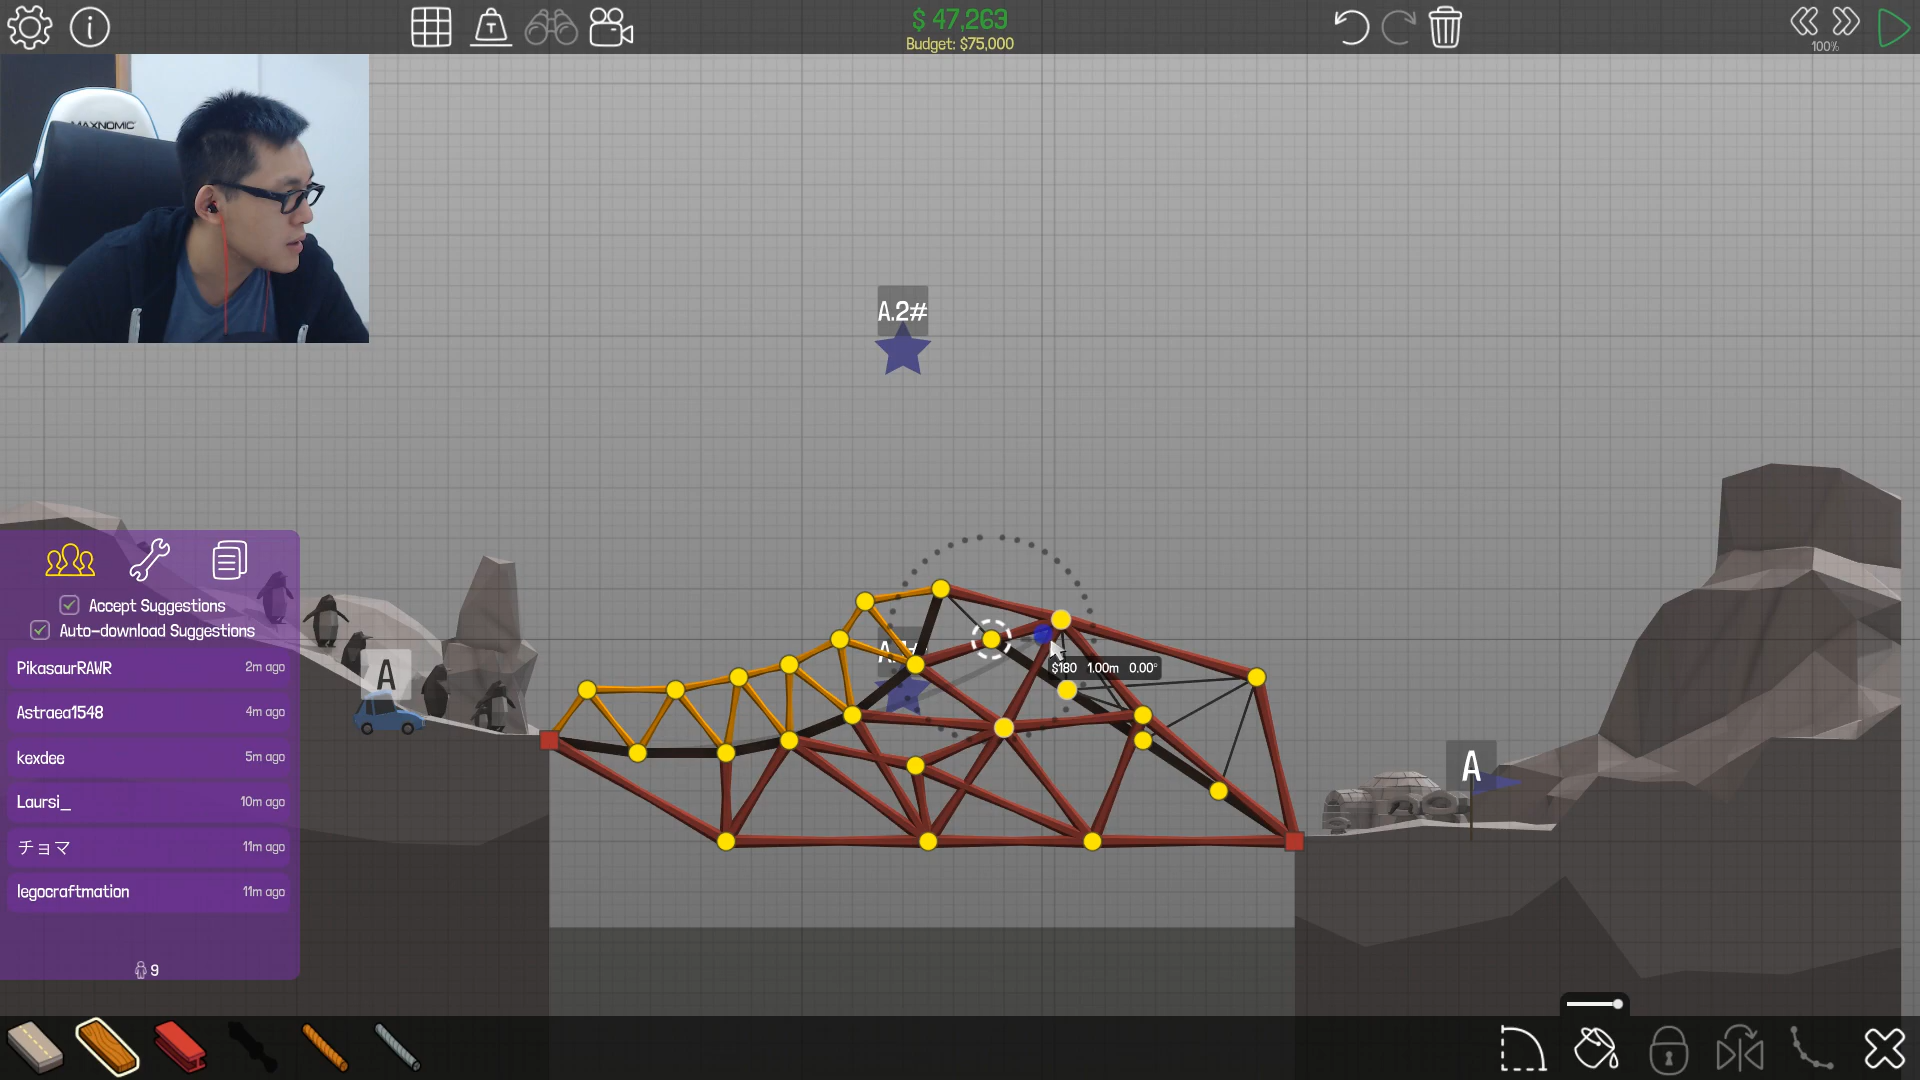 $ 47,263
Budget: $75,000
100%
MAXNOMIC
A.2#
Accept Suggestions
Auto-download Suggestions
PikasaurRAWR 2m ago
Astraea1548 4m ago
kexdee 5m ago
Laursi_ 10m ago
チョマ 11m ago
legocraftmation 11m ago
9
A
$180 1.00m 0.00°
A